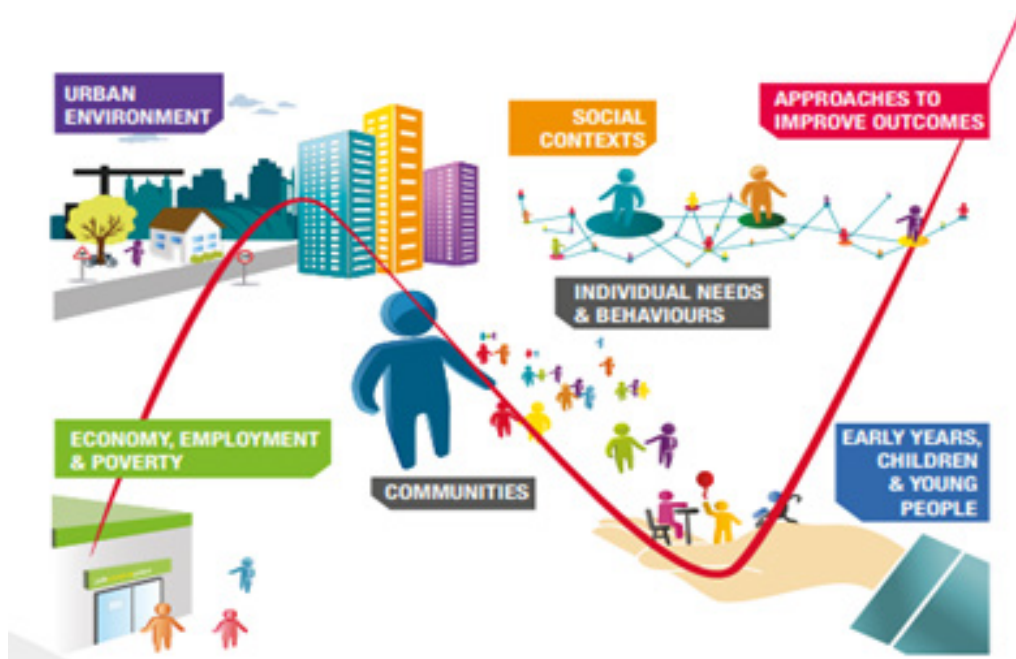 URBAN
ENVIRONMENT
SOCIAL
CONTEXTS
APPROACHES TO
IMPROVE OUTCOMES
INDIVIDUAL NEEDS
& BEHAVIOURS
ECONOMY, EMPLOYMENT
& POVERTY
COMMUNITIES
EARLY YEARS,
CHILDREN
& YOUNG
PEOPLE